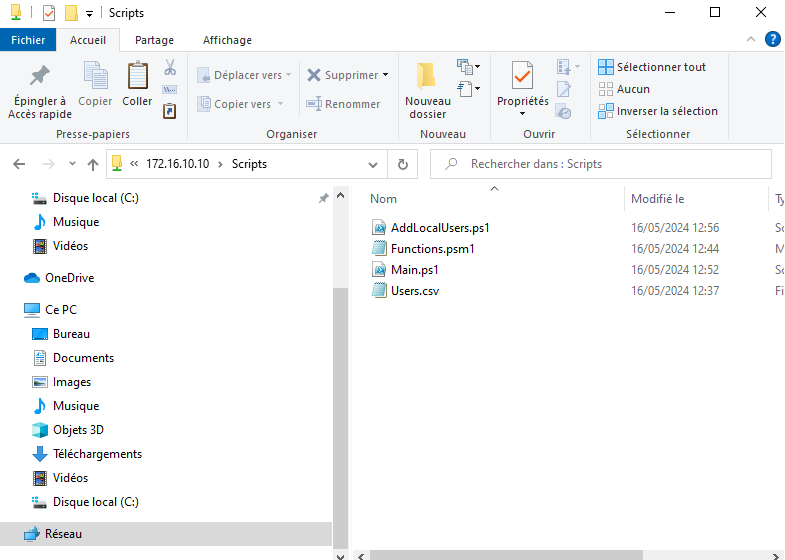 Scripts
Fichier Accueil Partage Affichage
Épingler à Accès rapide
Copier
Coller
Presse-papiers
Déplacer vers
Copier vers
Supprimer
Renommer
Organiser
Nouveau dossier
Nouveau
Propriétés
Ouvrir
Sélectionner tout
Aucun
Inverser la sélection
Sélectionner
« 172.16.10.10 > Scripts
Rechercher dans : Scripts
Disque local (C:)
Musique
Vidéos
OneDrive
Ce PC
Bureau
Documents
Images
Musique
Objets 3D
Téléchargements
Vidéos
Disque local (C:)
Réseau
Nom Modifié le Ty
AddLocalUsers.ps1 16/05/2024 12:56 Sc
Functions.psm1 16/05/2024 12:44 M
Main.ps1 16/05/2024 12:52 Sc
Users.csv 16/05/2024 12:37 Fi